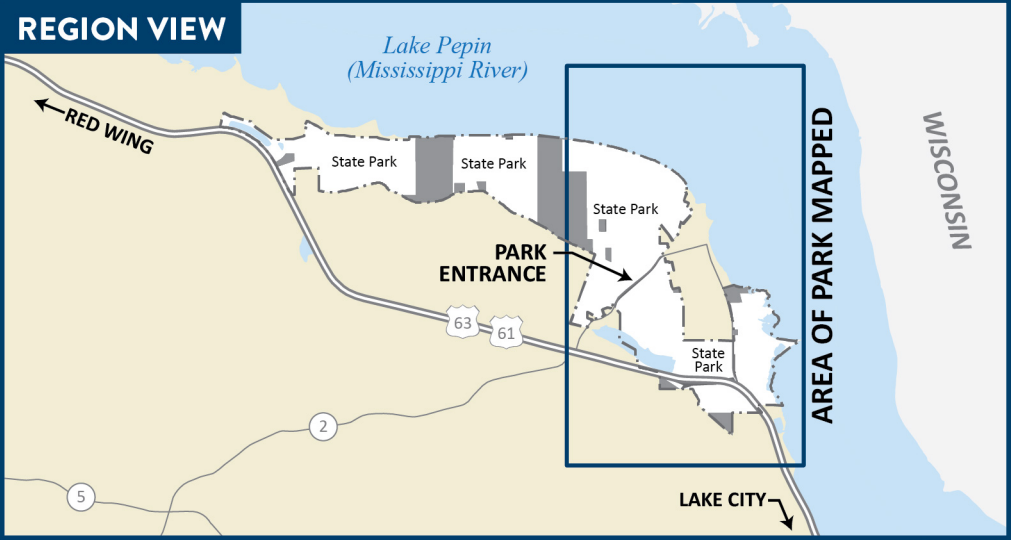 REGION VIEW
Lake Pepin
(Mississippi River)
RED WING
State Park
State Park
State Park
PARK
ENTRANCE
63
61
State
Park
2
5
LAKE CITY
AREA OF PARK MAPPED
WISCONSIN